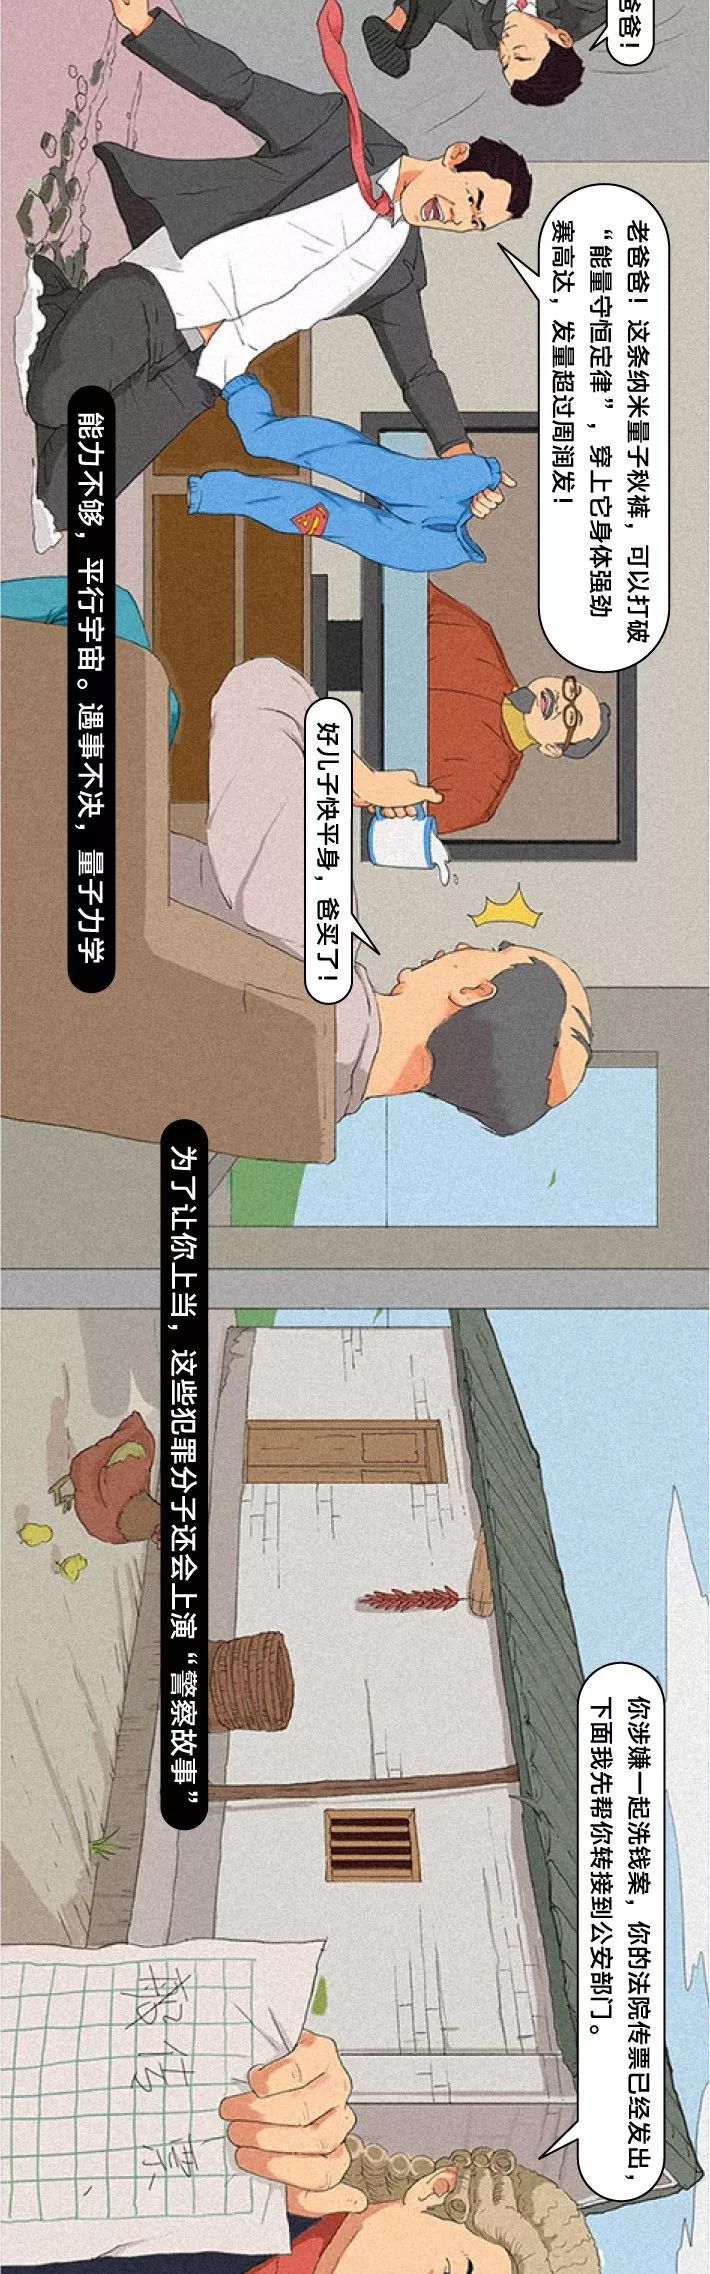 爸爸！
老爸爸！这条纳米量子秋裤，可以打破
“能量守恒定律”，穿上它身体强劲
赛高达，发量超过周润发！
好儿子快平身，爸买了！
能力不够，平行宇宙。遇事不决，量子力学
为了让你上当，这些犯罪分子还会上演“警察故事”
你涉嫌一起洗钱案，你的法院传票已经发出，
下面我先帮你转接到公安部门。
传票